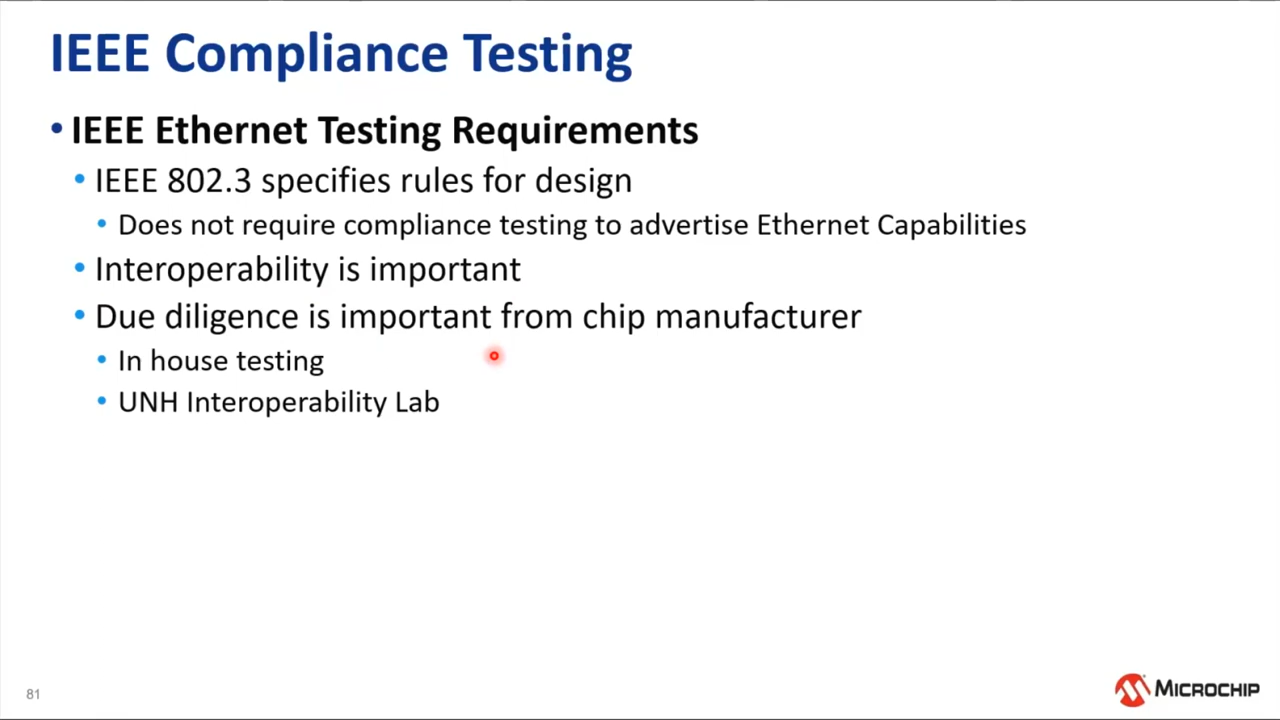 IEEE Compliance Testing
• IEEE Ethernet Testing Requirements
• IEEE 802.3 specifies rules for design
• Does not require compliance testing to advertise Ethernet Capabilities
• Interoperability is important
• Due diligence is important from chip manufacturer
• In house testing
• UNH Interoperability Lab
81
MICROCHIP